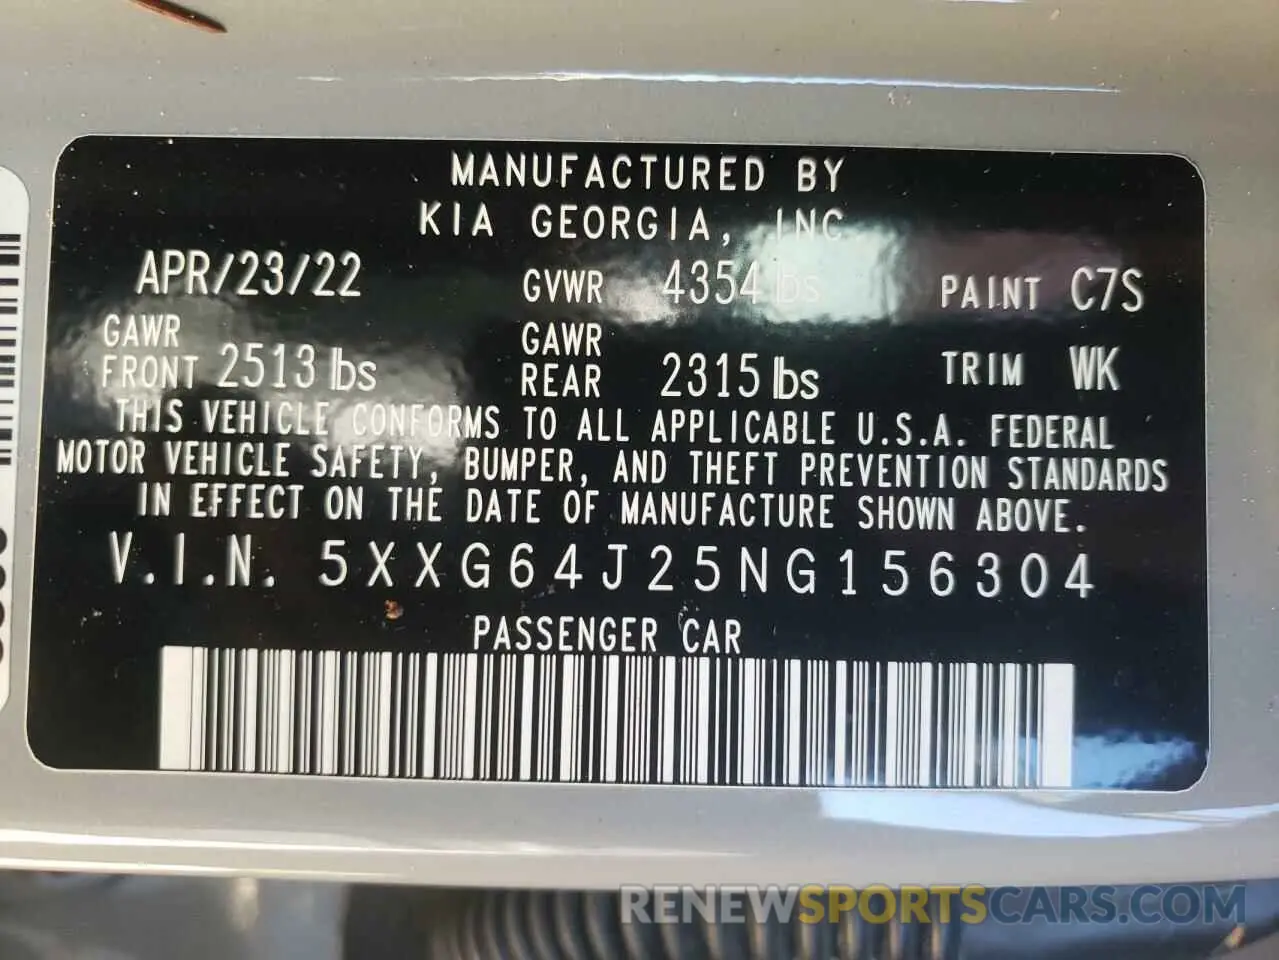 MANUFACTURED BY
KIA GEORGIA, INC.
APR/23/22 GVWR 4354 lbs PAINT C7S
GAWR FRONT 2513 lbs GAWR REAR 2315 lbs TRIM WK
THIS VEHICLE CONFORMS TO ALL APPLICABLE U.S.A. FEDERAL
MOTOR VEHICLE SAFETY, BUMPER, AND THEFT PREVENTION STANDARDS
IN EFFECT ON THE DATE OF MANUFACTURE SHOWN ABOVE.
V.I.N. 5XXG64J25NG156304
PASSENGER CAR
RENEWSPORTSCARS.COM